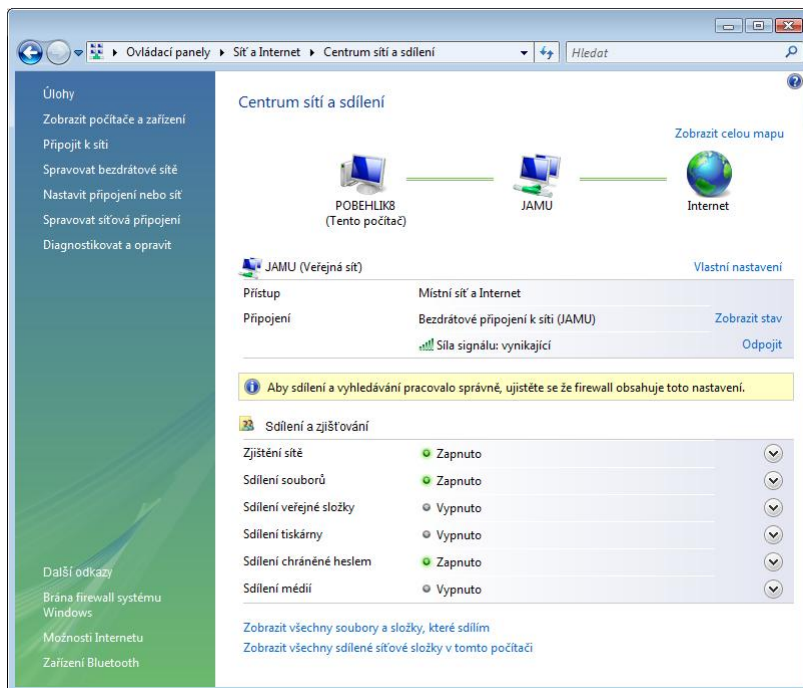 Ovládací panely ▸ Síť a Internet ▸ Centrum sítí a sdílení
Hledat
Úlohy
Zobrazit počítače a zařízení
Připojit k síti
Spravovat bezdrátové sítě
Nastavit připojení nebo síť
Spravovat síťová připojení
Diagnostikovat a opravit
Další odkazy
Brána firewall systému
Windows
Možnosti Internetu
Zařízení Bluetooth
Centrum sítí a sdílení
Zobrazit celou mapu
POBEHLIK8
(Tento počítač)
JAMU
Internet
JAMU (Veřejná síť) Vlastní nastavení
Přístup Místní síť a Internet
Připojení Bezdrátové připojení k síti (JAMU) Zobrazit stav
Síla signálu: vynikající Odpojit
Aby sdílení a vyhledávání pracovalo správně, ujistěte se že firewall obsahuje toto nastavení.
Sdílení a zjišťování
Zjištění sítě Zapnuto
Sdílení souborů Zapnuto
Sdílení veřejné složky Vypnuto
Sdílení tiskárny Vypnuto
Sdílení chráněné heslem Zapnuto
Sdílení médií Vypnuto
Zobrazit všechny soubory a složky, které sdílím
Zobrazit všechny sdílené síťové složky v tomto počítači